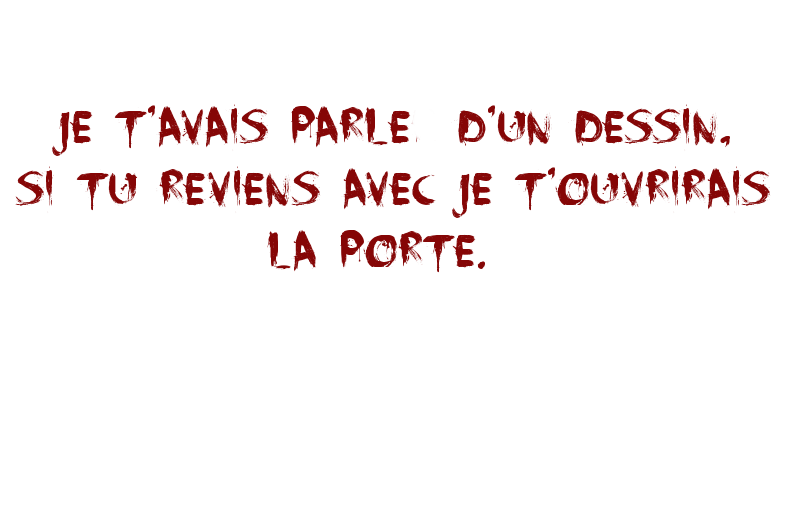 JE T'AVAIS PARLE D'UN DESSIN,
SI TU REVIENS AVEC JE T'OUVRIRAIS
LA PORTE.